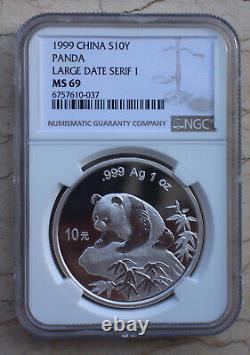 1999 CHINA S10Y
PANDA
LARGE DATE SERIF 1
MS 69
6757610-037
NUMISMATIC GUARANTY COMPANY
NGC
.999 Ag 1 oz
10元